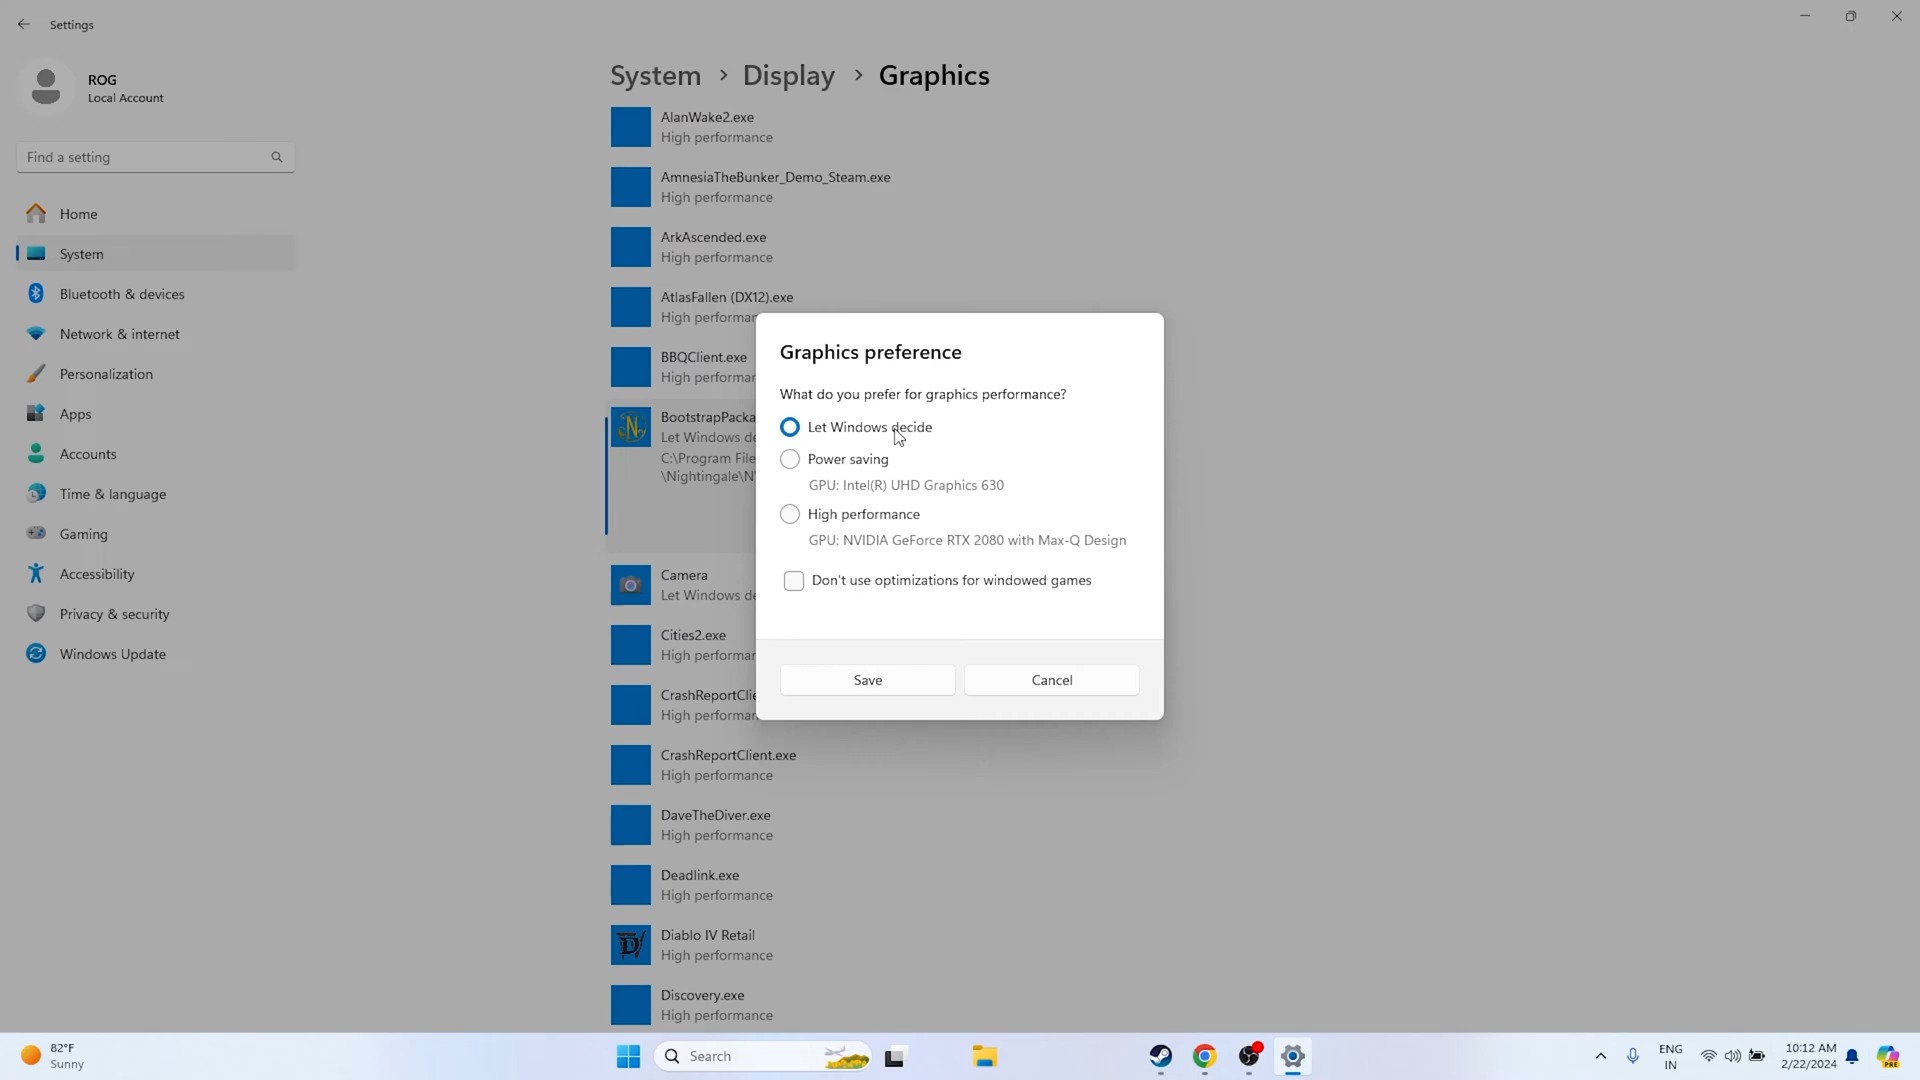 Settings
ROG
Local Account
Find a setting
Home
System
Bluetooth & devices
Network & internet
Personalization
Apps
Accounts
Time & language
Gaming
Accessibility
Privacy & security
Windows Update
System > Display > Graphics
AlanWake2.exe
High performance
AmnesiaTheBunker_Demo_Steam.exe
High performance
ArkAscended.exe
High performance
AtlasFallen (DX12).exe
High performan
BBQClient.exe
High performan
BootstrapPacka
Let Windows de
C:\Program File
\Nightingale\N
Camera
Let Windows de
Cities2.exe
High performan
CrashReportClie
High performan
CrashReportClient.exe
High performance
DaveTheDiver.exe
High performance
Deadlink.exe
High performance
Diablo IV Retail
High performance
Discovery.exe
High performance
Graphics preference
What do you prefer for graphics performance?
Let Windows decide
Power saving
GPU: Intel(R) UHD Graphics 630
High performance
GPU: NVIDIA GeForce RTX 2080 with Max-Q Design
Don't use optimizations for windowed games
Save
Cancel
82°F
Sunny
Search
ENG
IN
10:12 AM
2/22/2024
PRE